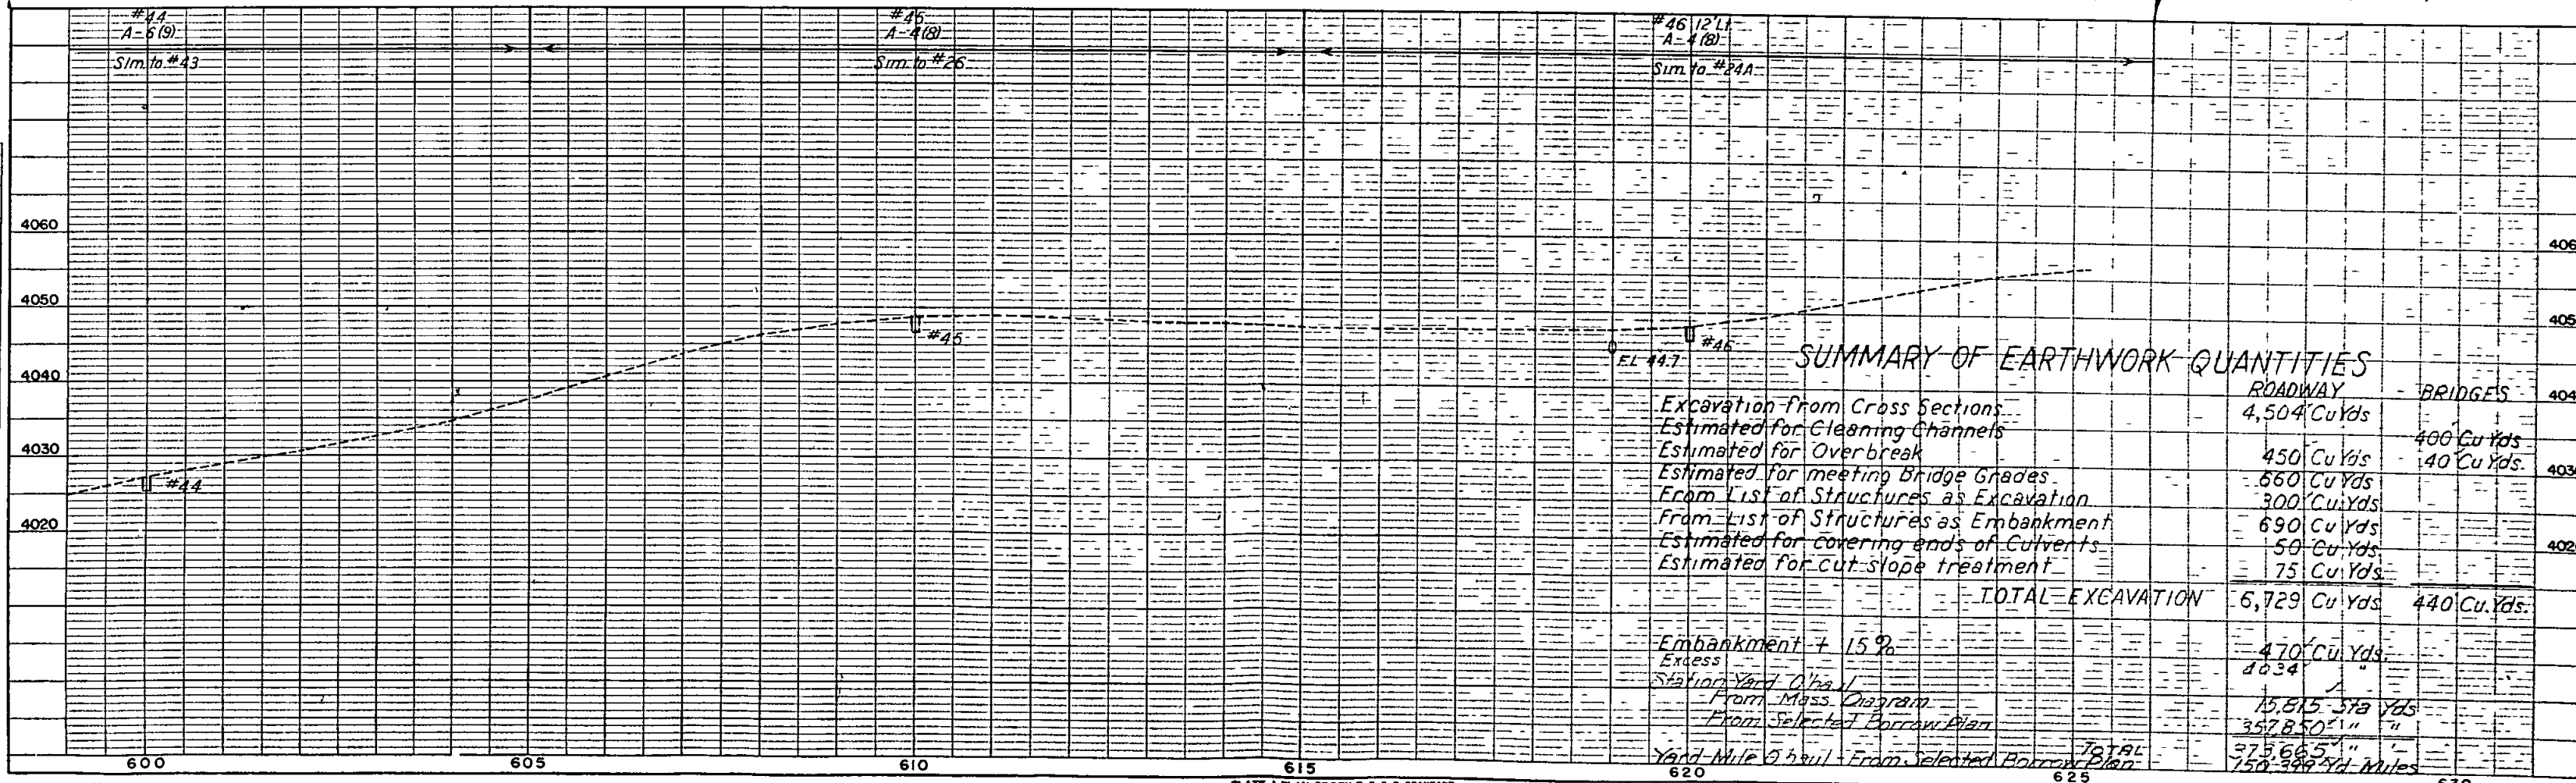 #44
A-6(9)
Sim. to #43
#45
A-4(8)
Sim. to #26
#46 12' Lt.
A-4(8)
Sim. to #24A
4060
4050
4040
4030
4020
406
405
404
403
402
#44
#45
EL 44.7
#46
SUMMARY OF EARTHWORK QUANTITIES
ROADWAY BRIDGES
Excavation from Cross Sections 4,504 Cu Yds
Estimated for Cleaning Channels 400 Cu Yds
Estimated for Overbreak 450 Cu Yds 40 Cu Yds.
Estimated for meeting Bridge Grades 660 Cu Yds
From List of Structures as Excavation 300 Cu Yds
From List of Structures as Embankment 690 Cu Yds
Estimated for covering ends of Culverts 50 Cu Yds
Estimated for cut slope treatment 75 Cu Yds
TOTAL EXCAVATION 6,729 Cu Yds 440 Cu. Yds.
Embankment + 15% 470 Cu Yds.
Excess 4034 "
Station Yard O'haul
From Mass Diagram 15,815 Sta Yds
From Selected Borrow Plan 357,850 " "
TOTAL 373,665 " "
Yard Mile O'haul - From Selected Borrow Plan Yd-Miles
600
605
610
615
620
625
630